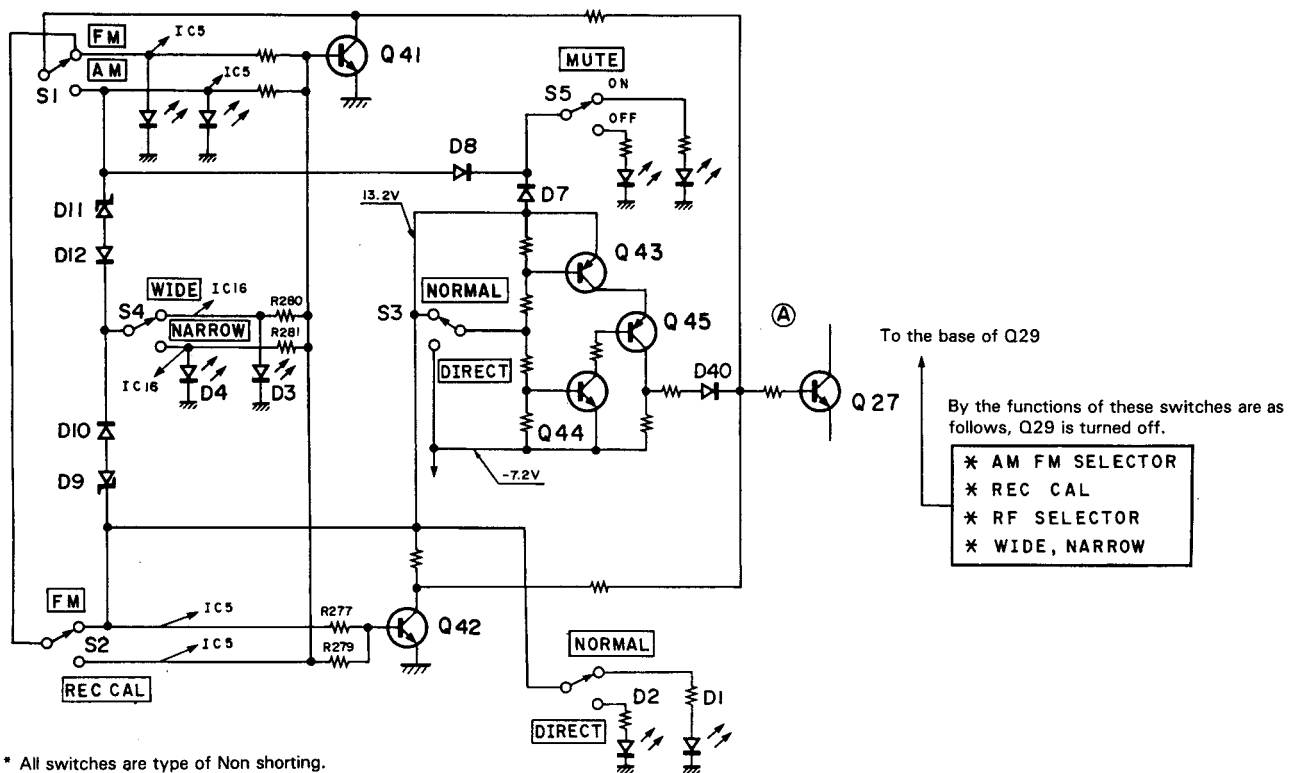 FM
IC5
Q41
AM
IC5
S1
MUTE
S5
ON
OFF
D8
D7
13.2V
D11
D12
Q43
WIDE
IC16
R280
NORMAL
S4
NARROW
R281
S3
Q45
A
To the base of Q29
IC16
D4
D3
DIRECT
D40
Q27
By the functions of these switches are as
follows, Q29 is turned off.
D10
Q44
* AM FM SELECTOR
D9
-7.2V
* REC CAL
* RF SELECTOR
* WIDE, NARROW
FM
IC5
R277
Q42
S2
IC5
R279
NORMAL
REC CAL
D2
D1
DIRECT
* All switches are type of Non shorting.